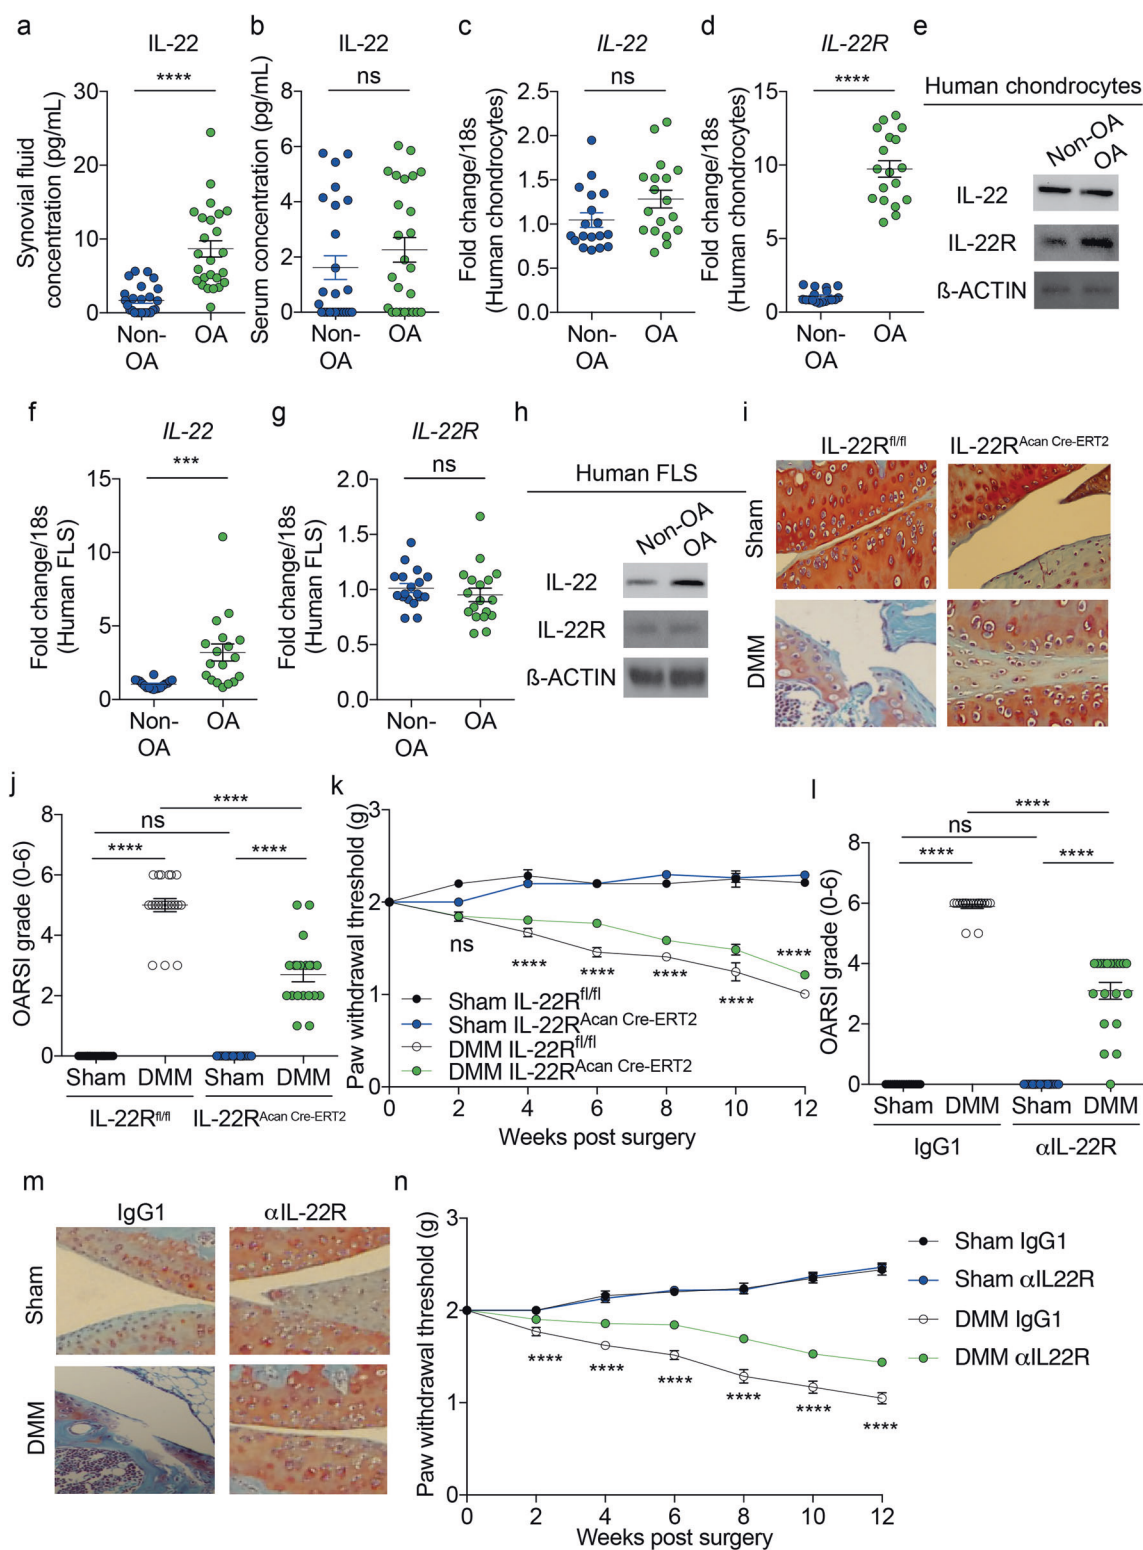 a
IL-22
****
Synovial fluid
concentration (pg/mL)
30
20
10
0
Non-
OA
OA
b
IL-22
ns
Serum concentration (pg/mL)
8
6
4
2
0
Non-
OA
OA
c
IL-22
ns
Fold change/18s
(Human chondrocytes)
2.5
2.0
1.5
1.0
0.5
0.0
Non-
OA
OA
d
IL-22R
****
Fold change/18s
(Human chondrocytes)
15
10
5
0
Non-
OA
OA
e
Human chondrocytes
Non-OA
OA
IL-22
IL-22R
ß-ACTIN
f
IL-22
***
Fold change/18s
(Human FLS)
15
10
5
0
Non-
OA
OA
g
IL-22R
ns
Fold change/18s
(Human FLS)
2.0
1.5
1.0
0.5
0.0
Non-
OA
OA
h
Human FLS
Non-OA
OA
IL-22
IL-22R
ß-ACTIN
i
IL-22Rfl/fl
IL-22RAcan Cre-ERT2
Sham
DMM
j
****
ns
****
****
OARSI grade (0-6)
8
6
4
2
0
Sham
DMM
Sham
DMM
IL-22Rfl/fl
IL-22RAcan Cre-ERT2
k
Paw withdrawal threshold (g)
3
2
1
0
ns
****
****
****
****
****
Sham IL-22Rfl/fl
Sham IL-22RAcan Cre-ERT2
DMM IL-22Rfl/fl
DMM IL-22RAcan Cre-ERT2
0 2 4 6 8 10 12
Weeks post surgery
l
****
ns
****
****
OARSI grade (0-6)
8
6
4
2
0
Sham
DMM
Sham
DMM
IgG1
αIL-22R
m
IgG1
αIL-22R
Sham
DMM
n
Paw withdrawal threshold (g)
3
2
1
0
****
****
****
****
****
****
0 2 4 6 8 10 12
Weeks post surgery
Sham IgG1
Sham αIL22R
DMM IgG1
DMM αIL22R